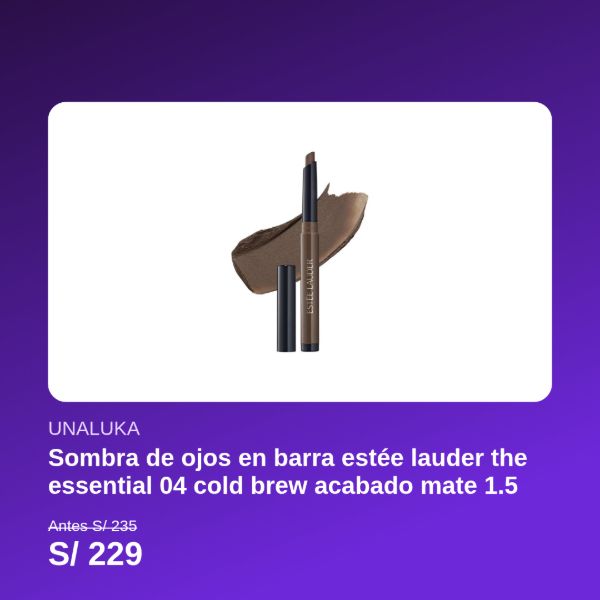 ESTĒE LAUDER
UNALUKA
Sombra de ojos en barra estée lauder the
essential 04 cold brew acabado mate 1.5
Antes S/ 235
S/ 229